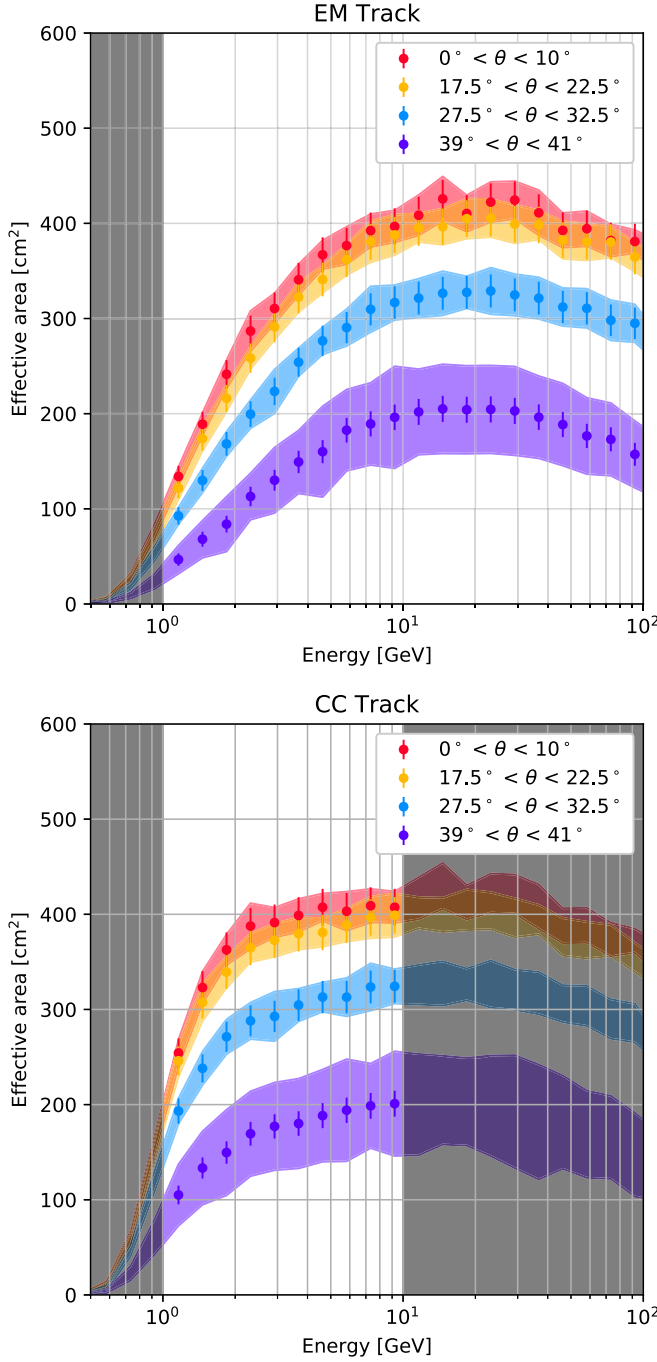 EM Track
600
500
400
300
200
100
0
Effective area [cm²]
0° < θ < 10°
17.5° < θ < 22.5°
27.5° < θ < 32.5°
39° < θ < 41°
10⁰ 10¹ 10²
Energy [GeV]
CC Track
600
500
400
300
200
100
0
Effective area [cm²]
0° < θ < 10°
17.5° < θ < 22.5°
27.5° < θ < 32.5°
39° < θ < 41°
10⁰ 10¹ 10²
Energy [GeV]